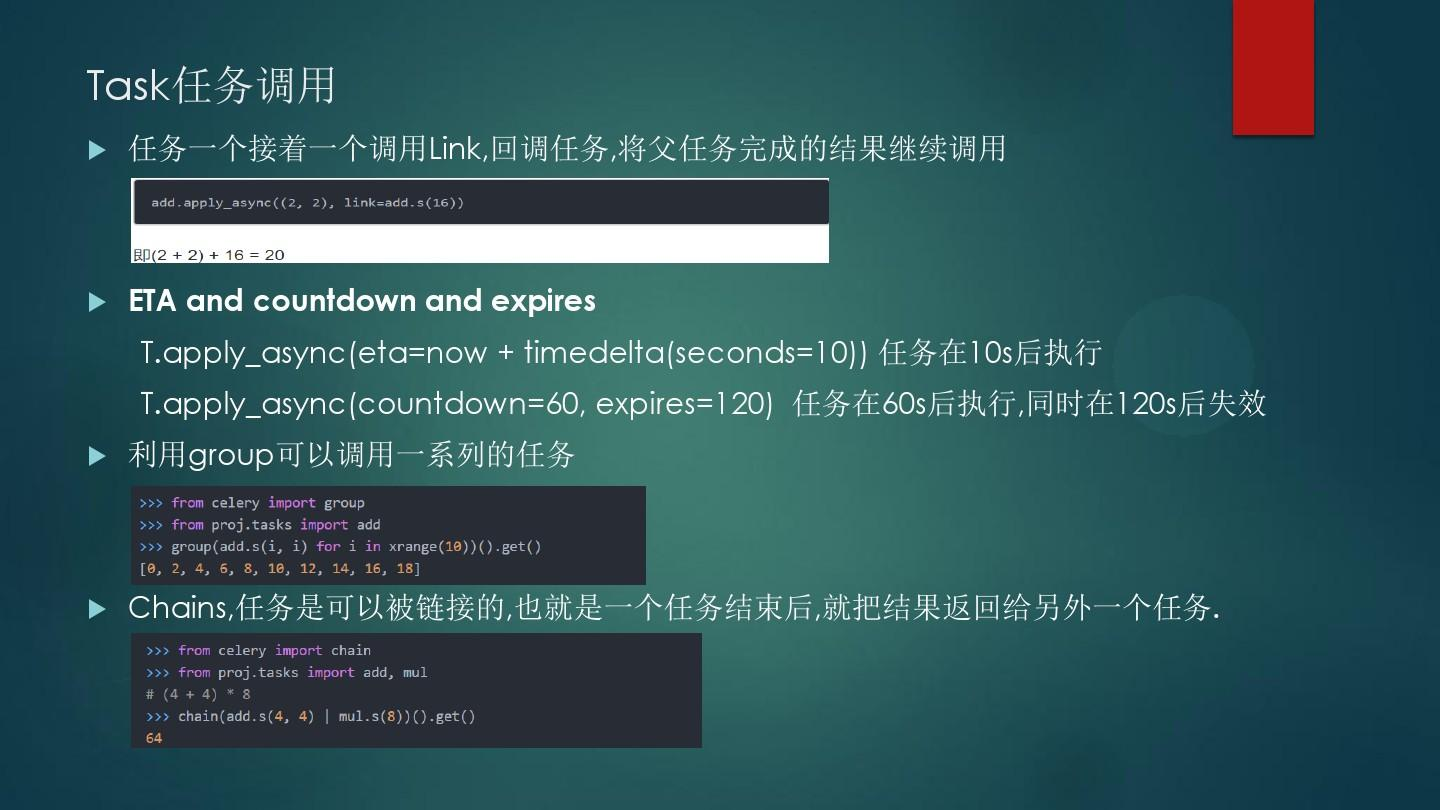 Task任务调用
任务一个接着一个调用Link,回调任务,将父任务完成的结果继续调用
add.apply_async((2, 2), link=add.s(16))
即(2 + 2) + 16 = 20
ETA and countdown and expires
T.apply_async(eta=now + timedelta(seconds=10)) 任务在10s后执行
T.apply_async(countdown=60, expires=120) 任务在60s后执行,同时在120s后失效
利用group可以调用一系列的任务
>>> from celery import group
>>> from proj.tasks import add
>>> group(add.s(i, i) for i in xrange(10))().get()
[0, 2, 4, 6, 8, 10, 12, 14, 16, 18]
Chains,任务是可以被链接的,也就是一个任务结束后,就把结果返回给另外一个任务.
>>> from celery import chain
>>> from proj.tasks import add, mul
# (4 + 4) * 8
>>> chain(add.s(4, 4) | mul.s(8))().get()
64